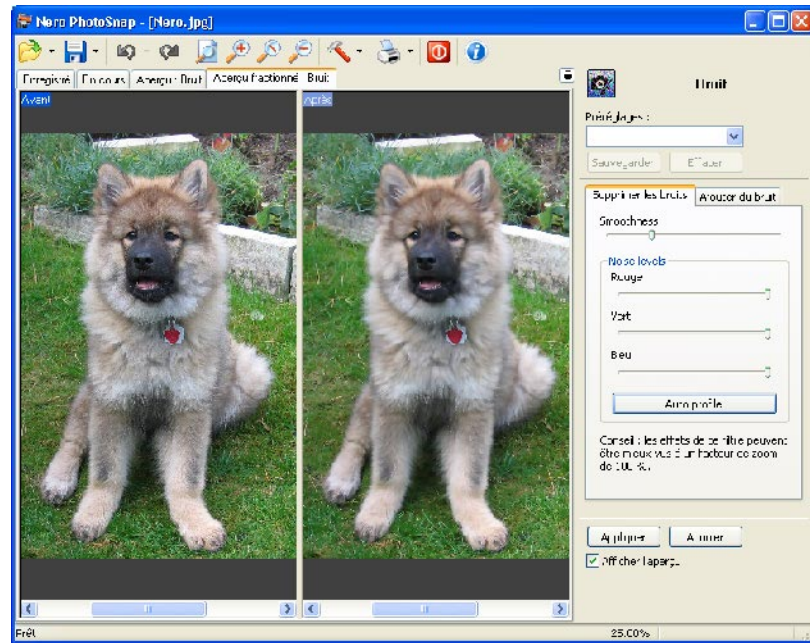 Nero PhotoSnap - [Nero.jpg]
Enregistré En cours Aperçu : Bruit Aperçu fractionné : Bruit
Avant
Après
Bruit
Préréglages :
Sauvegarder Effacer
Supprimer les bruits Ajouter du bruit
Smoothness
Noise levels
Rouge
Vert
Bleu
Auto profile
Conseil : les effets de ce filtre peuvent
être mieux vus à un facteur de zoom
de 100 %.
Appliquer Annuler
Afficher l'aperçu
Prêt 25.00%